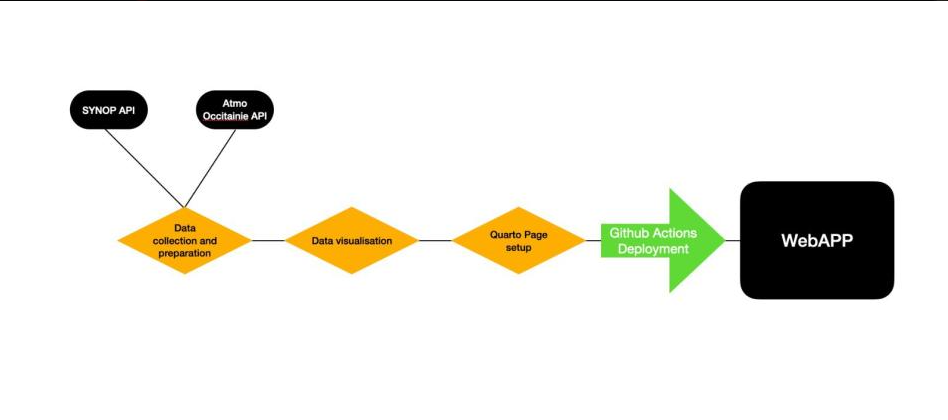 SYNOP API
Atmo
Occitainie API
Data
collection and
preparation
Data visualisation
Quarto Page
setup
Github Actions
Deployment
WebAPP